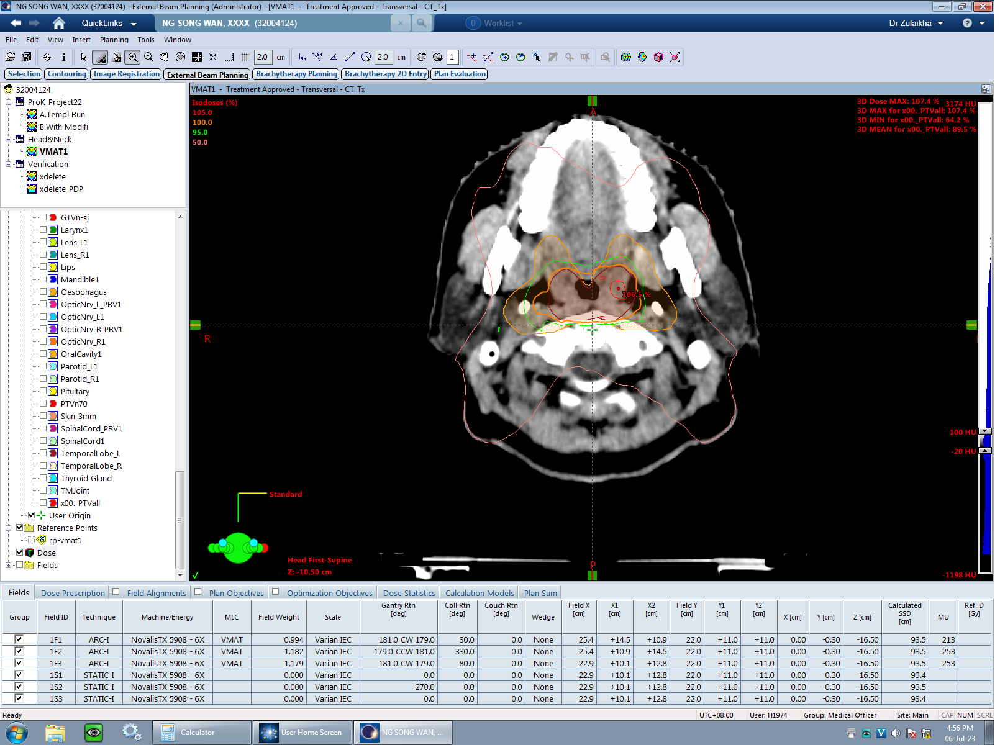 NG SONG WAN, XXXX (32004124) - External Beam Planning (Administrator) - [VMAT1 - Treatment Approved - Transversal - CT_Tx]
QuickLinks
NG SONG WAN, XXXX (32004124)
0 Worklist
Dr Zulaikha
File Edit View Insert Planning Tools Window
2.0 cm 2.0 cm 1
Selection Contouring Image Registration External Beam Planning Brachytherapy Planning Brachytherapy 2D Entry Plan Evaluation
32004124
ProK_Project22
A.Templ Run
B.With Modifi
Head&Neck
VMAT1
Verification
xdelete
xdelete-PDP
GTVn-sj
Larynx1
Lens_L1
Lens_R1
Lips
Mandible1
Oesophagus
OpticNrv_L_PRV1
OpticNrv_L1
OpticNrv_R_PRV1
OpticNrv_R1
OralCavity1
Parotid_L1
Parotid_R1
Pituitary
PTVn70
Skin_3mm
SpinalCord_PRV1
SpinalCord1
TemporalLobe_L
TemporalLobe_R
Thyroid Gland
TMJoint
x00._PTVall
User Origin
Reference Points
rp-vmat1
Dose
Fields
VMAT1 - Treatment Approved - Transversal - CT_Tx
Isodoses (%)
105.0
100.0
95.0
50.0
3D Dose MAX: 107.4 %
3D MAX for x00._PTVall: 107.4 %
3D MIN for x00._PTVall: 64.2 %
3D MEAN for x00._PTVall: 89.5 %
3174 HU
A
106.5 %
R
100 HU
-20 HU
Standard
Head First-Supine
Z: -10.50 cm
P
-1198 HU
Fields Dose Prescription Field Alignments Plan Objectives Optimization Objectives Dose Statistics Calculation Models Plan Sum
Group Field ID Technique Machine/Energy MLC Field Weight Scale Gantry Rtn [deg] Coll Rtn [deg] Couch Rtn [deg] Wedge Field X [cm] X1 [cm] X2 [cm] Field Y [cm] Y1 [cm] Y2 [cm] X [cm] Y [cm] Z [cm] Calculated SSD [cm] MU Ref. D [Gy]
1F1 ARC-I NovalisTX 5908 - 6X VMAT 0.994 Varian IEC 181.0 CW 179.0 30.0 0.0 None 25.4 +14.5 +10.9 22.0 +11.0 +11.0 0.00 -0.30 -16.50 93.5 213
1F2 ARC-I NovalisTX 5908 - 6X VMAT 1.182 Varian IEC 179.0 CCW 181.0 330.0 0.0 None 25.4 +10.9 +14.5 22.0 +11.0 +11.0 0.00 -0.30 -16.50 93.5 253
1F3 ARC-I NovalisTX 5908 - 6X VMAT 1.179 Varian IEC 181.0 CW 179.0 80.0 0.0 None 22.9 +10.1 +12.8 22.0 +11.0 +11.0 0.00 -0.30 -16.50 93.5 253
1S1 STATIC-I NovalisTX 5908 - 6X 0.000 Varian IEC 0.0 0.0 0.0 None 22.9 +10.1 +12.8 22.0 +11.0 +11.0 0.00 -0.30 -16.50 93.4
1S2 STATIC-I NovalisTX 5908 - 6X 0.000 Varian IEC 270.0 0.0 0.0 None 22.9 +10.1 +12.8 22.0 +11.0 +11.0 0.00 -0.30 -16.50 93.5
1S3 STATIC-I NovalisTX 5908 - 6X 0.000 Varian IEC 0.0 0.0 0.0 None 22.9 +10.1 +12.8 22.0 +11.0 +11.0 0.00 -0.30 -16.50 93.4
Ready UTC+08:00 User: H1974 Group: Medical Officer Site: Main CAP NUM SCRL
Calculator User Home Screen NG SONG WAN, ... 4:56 PM
06-Jul-23